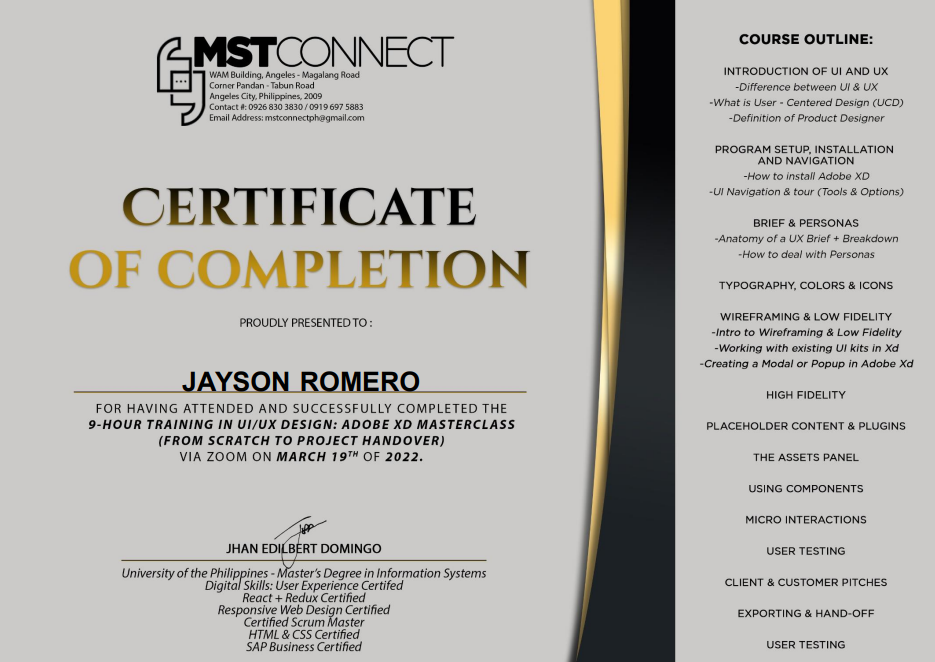 MSTCONNECT
WAM Building, Angeles - Magalang Road
Corner Pandan - Tabun Road
Angeles City, Philippines, 2009
Contact #: 0926 830 3830 / 0919 697 5883
Email Address: mstconnectph@gmail.com
CERTIFICATE
OF COMPLETION
PROUDLY PRESENTED TO :
JAYSON ROMERO
FOR HAVING ATTENDED AND SUCCESSFULLY COMPLETED THE
9-HOUR TRAINING IN UI/UX DESIGN: ADOBE XD MASTERCLASS
(FROM SCRATCH TO PROJECT HANDOVER)
VIA ZOOM ON MARCH 19TH OF 2022.
JHAN EDILBERT DOMINGO
University of the Philippines - Master's Degree in Information Systems
Digital Skills: User Experience Certifed
React + Redux Certified
Responsive Web Design Certified
Certified Scrum Master
HTML & CSS Certified
SAP Business Certified
COURSE OUTLINE:
INTRODUCTION OF UI AND UX
-Difference between UI & UX
-What is User - Centered Design (UCD)
-Definition of Product Designer
PROGRAM SETUP, INSTALLATION
AND NAVIGATION
-How to install Adobe XD
-UI Navigation & tour (Tools & Options)
BRIEF & PERSONAS
-Anatomy of a UX Brief + Breakdown
-How to deal with Personas
TYPOGRAPHY, COLORS & ICONS
WIREFRAMING & LOW FIDELITY
-Intro to Wireframing & Low Fidelity
-Working with existing UI kits in Xd
-Creating a Modal or Popup in Adobe Xd
HIGH FIDELITY
PLACEHOLDER CONTENT & PLUGINS
THE ASSETS PANEL
USING COMPONENTS
MICRO INTERACTIONS
USER TESTING
CLIENT & CUSTOMER PITCHES
EXPORTING & HAND-OFF
USER TESTING